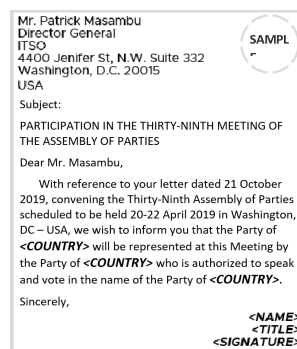 Mr. Patrick Masambu
Director General
ITSO
4400 Jenifer St, N.W. Suite 332
Washington, D.C. 20015
USA
SAMPL
Subject:
PARTICIPATION IN THE THIRTY-NINTH MEETING OF
THE ASSEMBLY OF PARTIES
Dear Mr. Masambu,
With reference to your letter dated 21 October
2019, convening the Thirty-Ninth Assembly of Parties
scheduled to be held 20-22 April 2019 in Washington,
DC – USA, we wish to inform you that the Party of
<COUNTRY> will be represented at this Meeting by
the Party of <COUNTRY> who is authorized to speak
and vote in the name of the Party of <COUNTRY>.
Sincerely,
<NAME>
<TITLE>
<SIGNATURE>